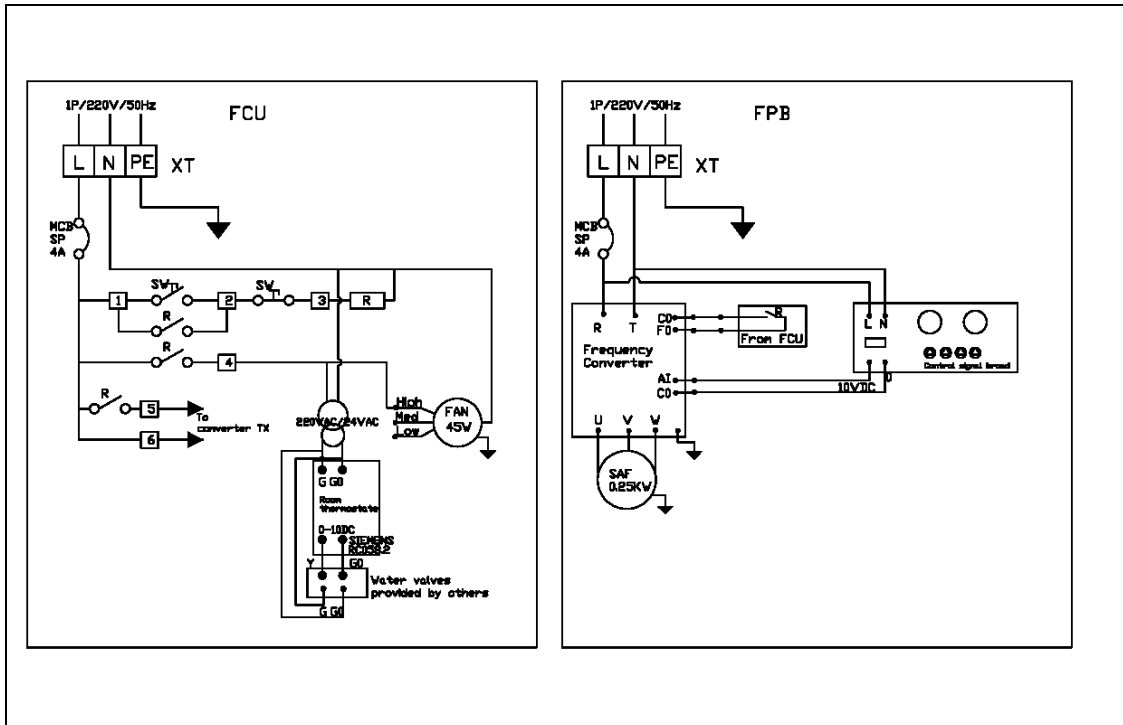 1P/220V/50Hz
FCU
L N PE XT
MCB
SP
4A
SW
SW
1
2
3
R
R
R
4
R
5
To
converter TX
6
220VAC/24VAC
High
Med
Low
FAN
45W
G G0
Room
thermostate
0-10DC
SIEMENS
Y
G0
Water valves
provided by others
G G0
1P/220V/50Hz
FPB
L N PE XT
MCB
SP
4A
R T
Frequency
Converter
C0
F0
R
From FCU
AI
C0
L N
Control signal broad
10VDC
0
U V W
SAF
0.25KW